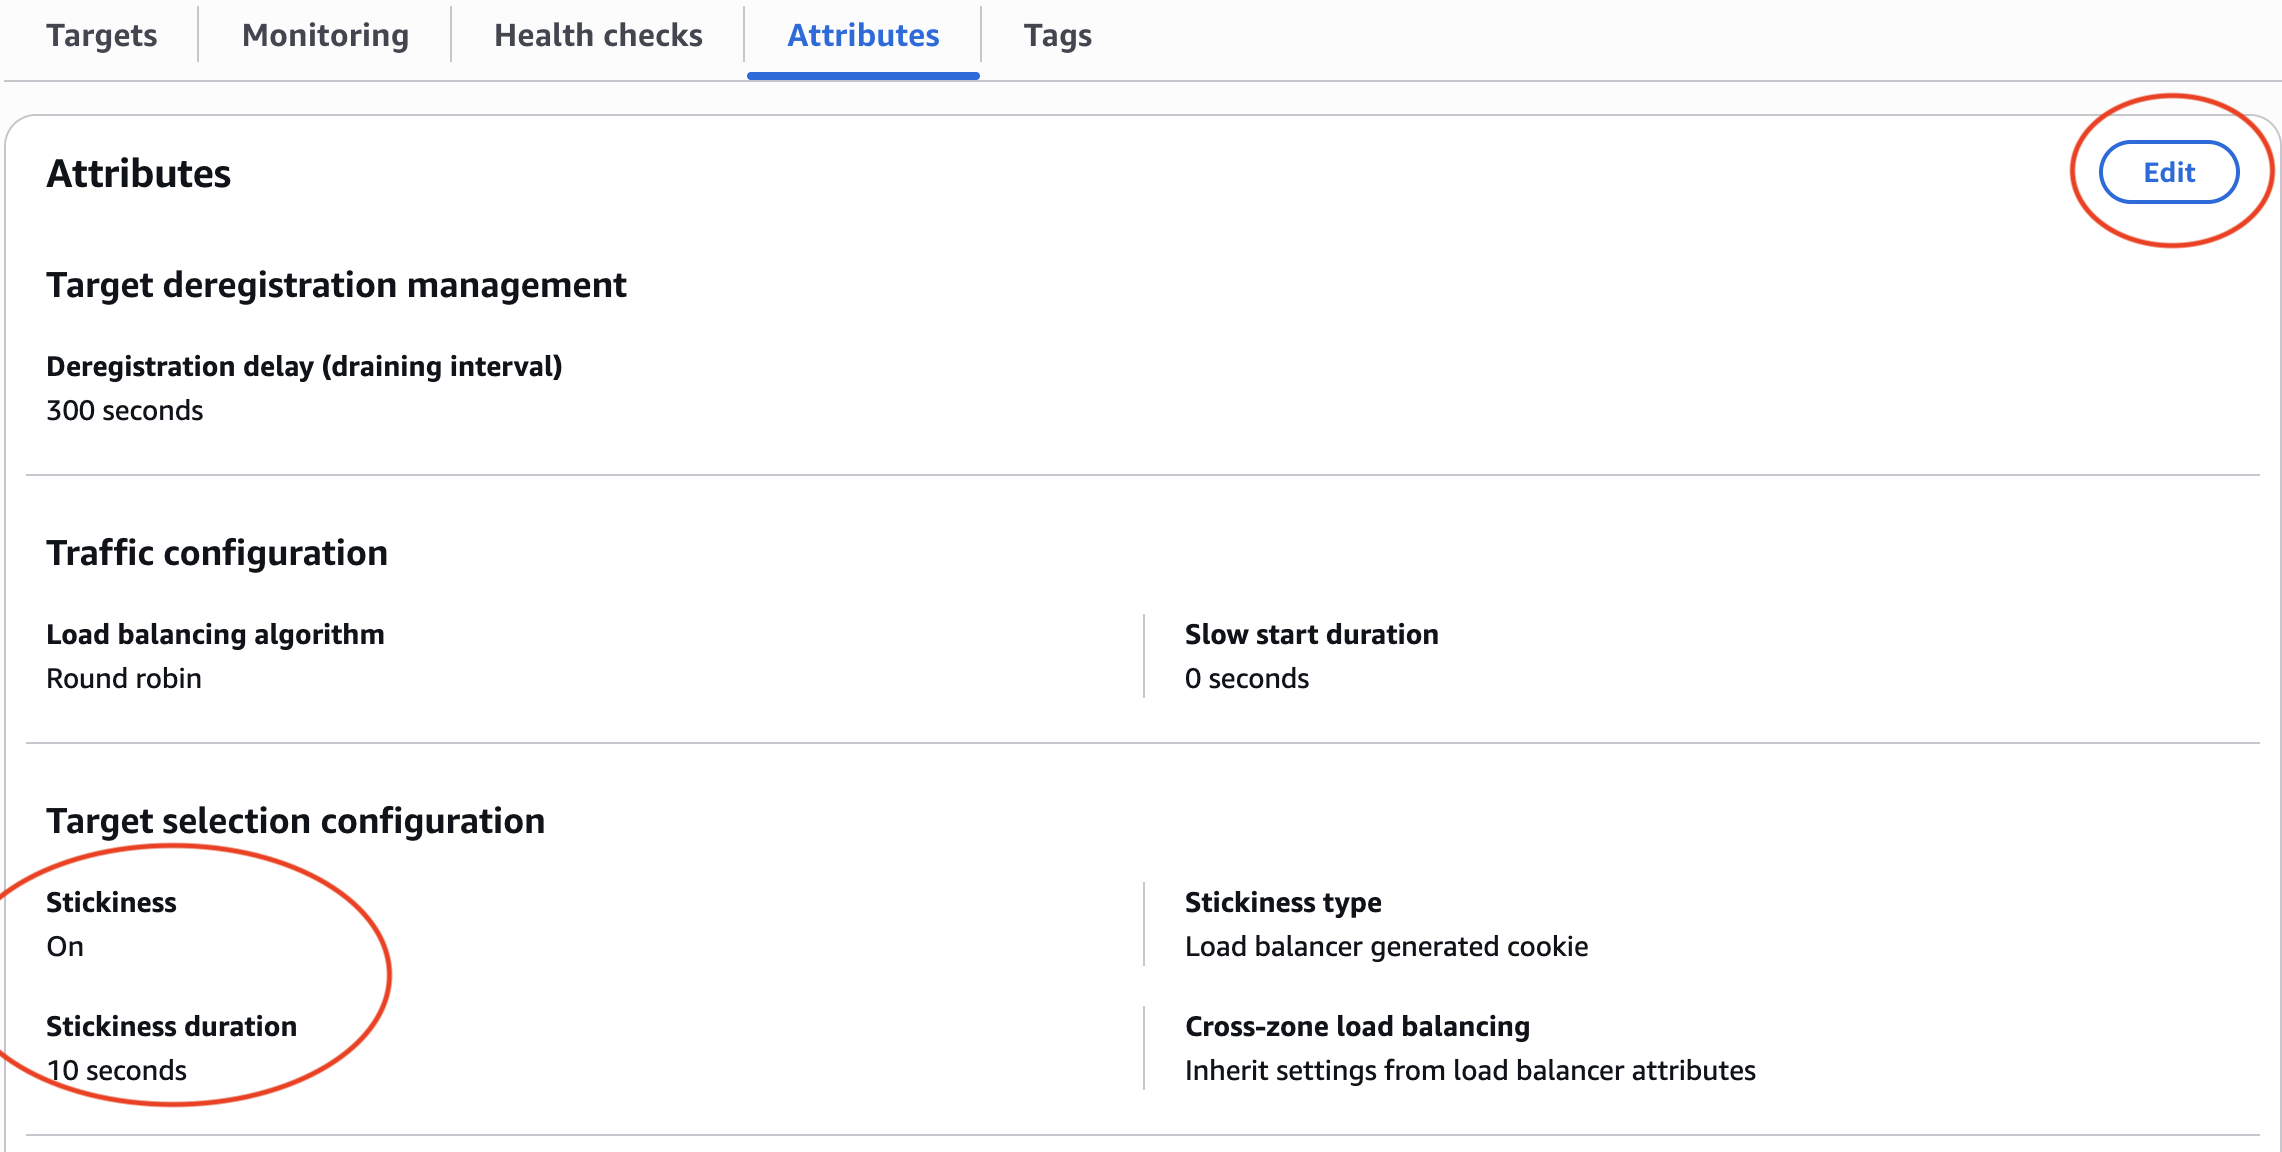 Targets Monitoring Health checks Attributes Tags
Attributes
Edit
Target deregistration management
Deregistration delay (draining interval)
300 seconds
Traffic configuration
Load balancing algorithm
Round robin
Slow start duration
0 seconds
Target selection configuration
Stickiness
On
Stickiness type
Load balancer generated cookie
Stickiness duration
10 seconds
Cross-zone load balancing
Inherit settings from load balancer attributes